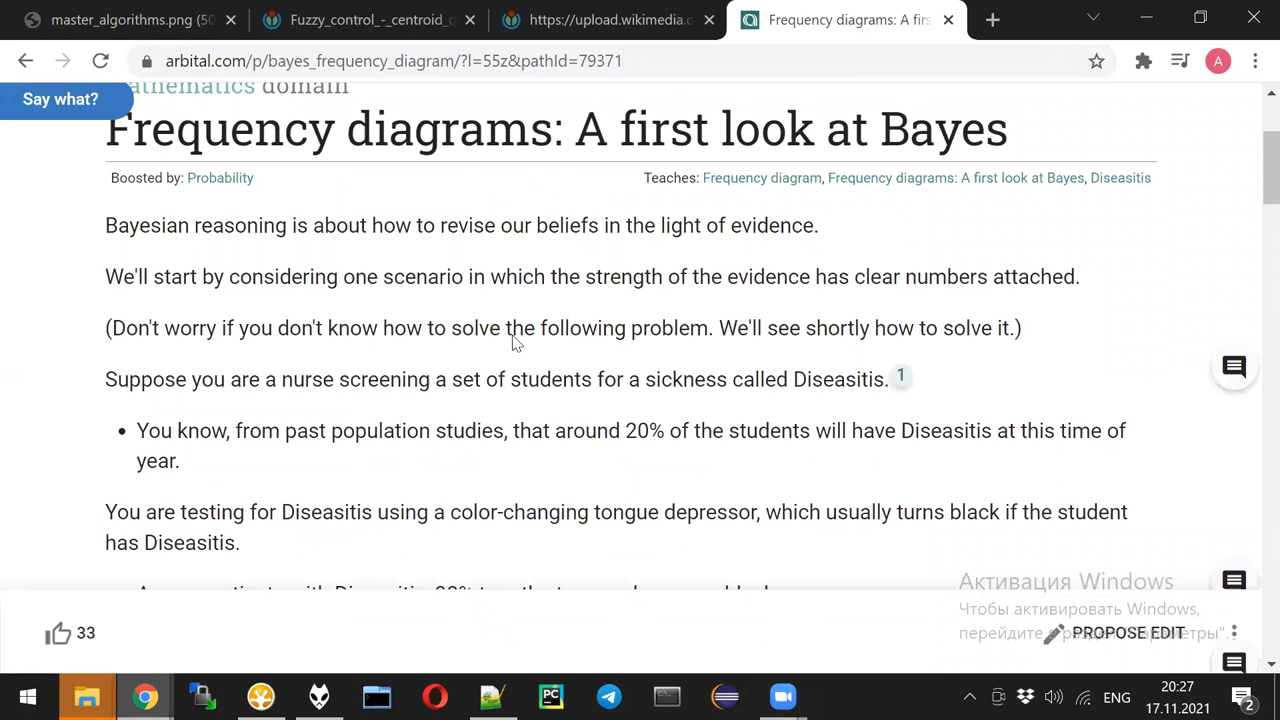 master_algorithms.png (50
Fuzzy_control_-_centroid_c
https://upload.wikimedia.c
Frequency diagrams: A firs
arbital.com/p/bayes_frequency_diagram/?l=55z&pathId=79371
A
Say what?
athematics domain
Frequency diagrams: A first look at Bayes
Boosted by: Probability
Teaches: Frequency diagram, Frequency diagrams: A first look at Bayes, Diseasitis
Bayesian reasoning is about how to revise our beliefs in the light of evidence.
We'll start by considering one scenario in which the strength of the evidence has clear numbers attached.
(Don't worry if you don't know how to solve the following problem. We'll see shortly how to solve it.)
Suppose you are a nurse screening a set of students for a sickness called Diseasitis. 1
• You know, from past population studies, that around 20% of the students will have Diseasitis at this time of
year.
You are testing for Diseasitis using a color-changing tongue depressor, which usually turns black if the student
has Diseasitis.
Активация Windows
Чтобы активировать Windows,
перейдите в раздел "Параметры".
33
PROPOSE EDIT
PC
ENG
20:27
17.11.2021
2